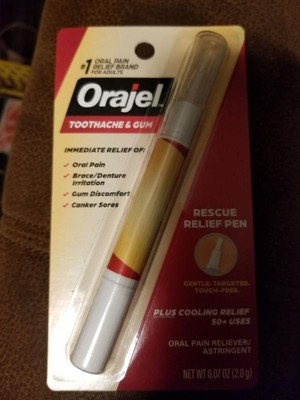 #1 ORAL PAIN
RELIEF BRAND
FOR ADULTS
Orajel
TOOTHACHE & GUM
IMMEDIATE RELIEF OF:
Oral Pain
Brace/Denture
Irritation
Gum Discomfort
Canker Sores
RESCUE
RELIEF PEN
GENTLE, TARGETED,
TOUCH-FREE.
PLUS COOLING RELIEF
50+ USES
ORAL PAIN RELIEVER/
ASTRINGENT
NET WT 0.07 OZ (2.0 g)